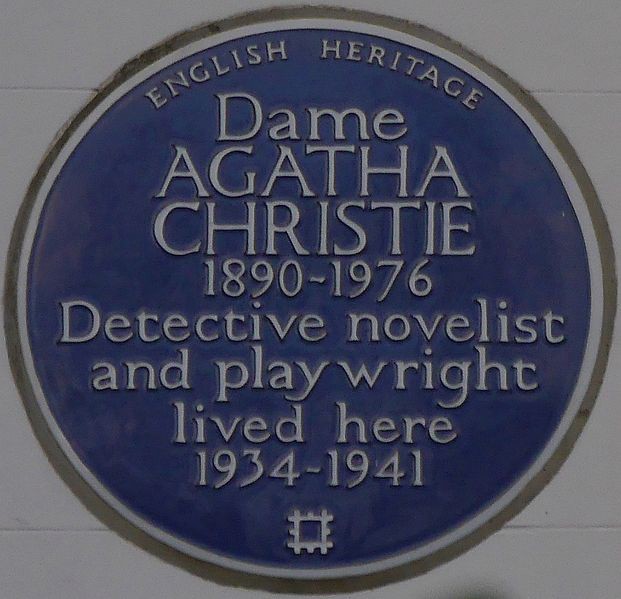 ENGLISH HERITAGE
Dame
AGATHA
CHRISTIE
1890-1976
Detective novelist
and playwright
lived here
1934-1941